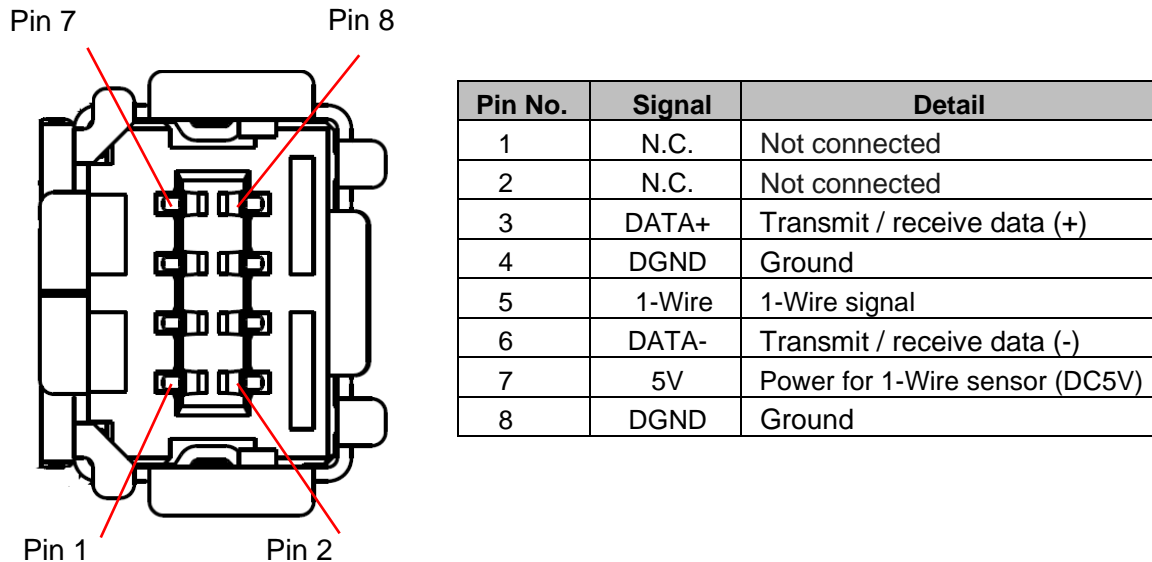 Pin 7
Pin 8
Pin No. Signal Detail
1 N.C. Not connected
2 N.C. Not connected
3 DATA+ Transmit / receive data (+)
4 DGND Ground
5 1-Wire 1-Wire signal
6 DATA- Transmit / receive data (-)
7 5V Power for 1-Wire sensor (DC5V)
8 DGND Ground
Pin 1
Pin 2